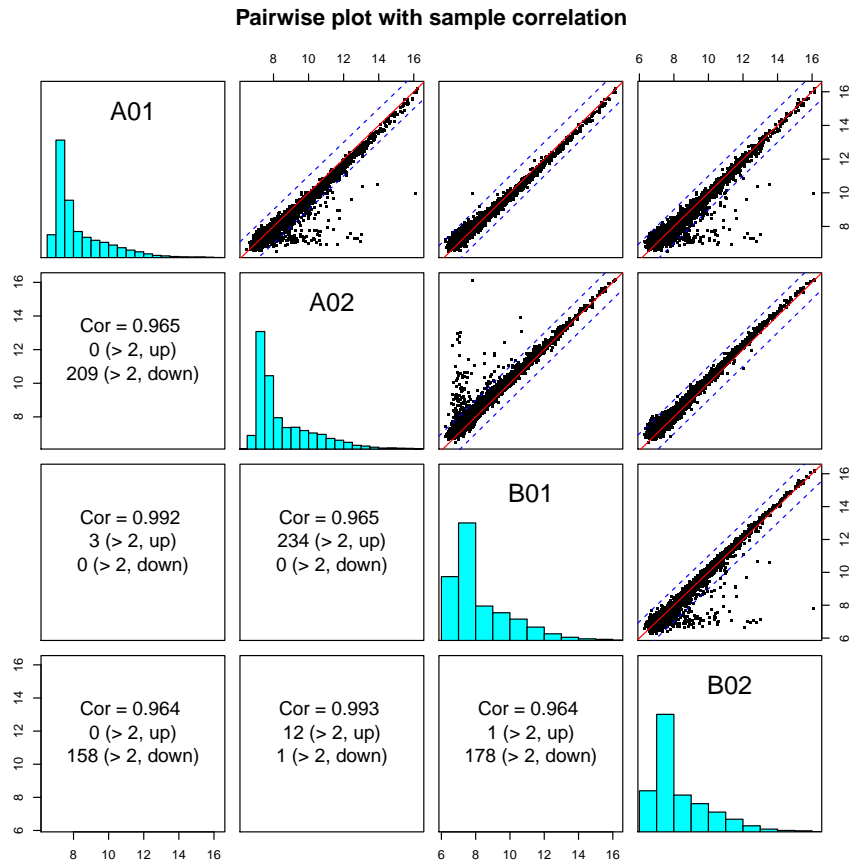 Pairwise plot with sample correlation
8 10 12 14 16
6 8 10 12 14 16
A01
8 10 12 14 16
8 10 12 14 16
Cor = 0.965
0 (> 2, up)
209 (> 2, down)
A02
Cor = 0.992
3 (> 2, up)
0 (> 2, down)
Cor = 0.965
234 (> 2, up)
0 (> 2, down)
B01
6 8 10 12 14 16
6 8 10 12 14 16
Cor = 0.964
0 (> 2, up)
158 (> 2, down)
Cor = 0.993
12 (> 2, up)
1 (> 2, down)
Cor = 0.964
1 (> 2, up)
178 (> 2, down)
B02
8 10 12 14 16
6 8 10 12 14 16